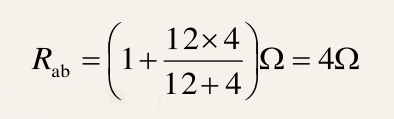 R_ab = (1 + (12×4)/(12+4)) Ω = 4Ω